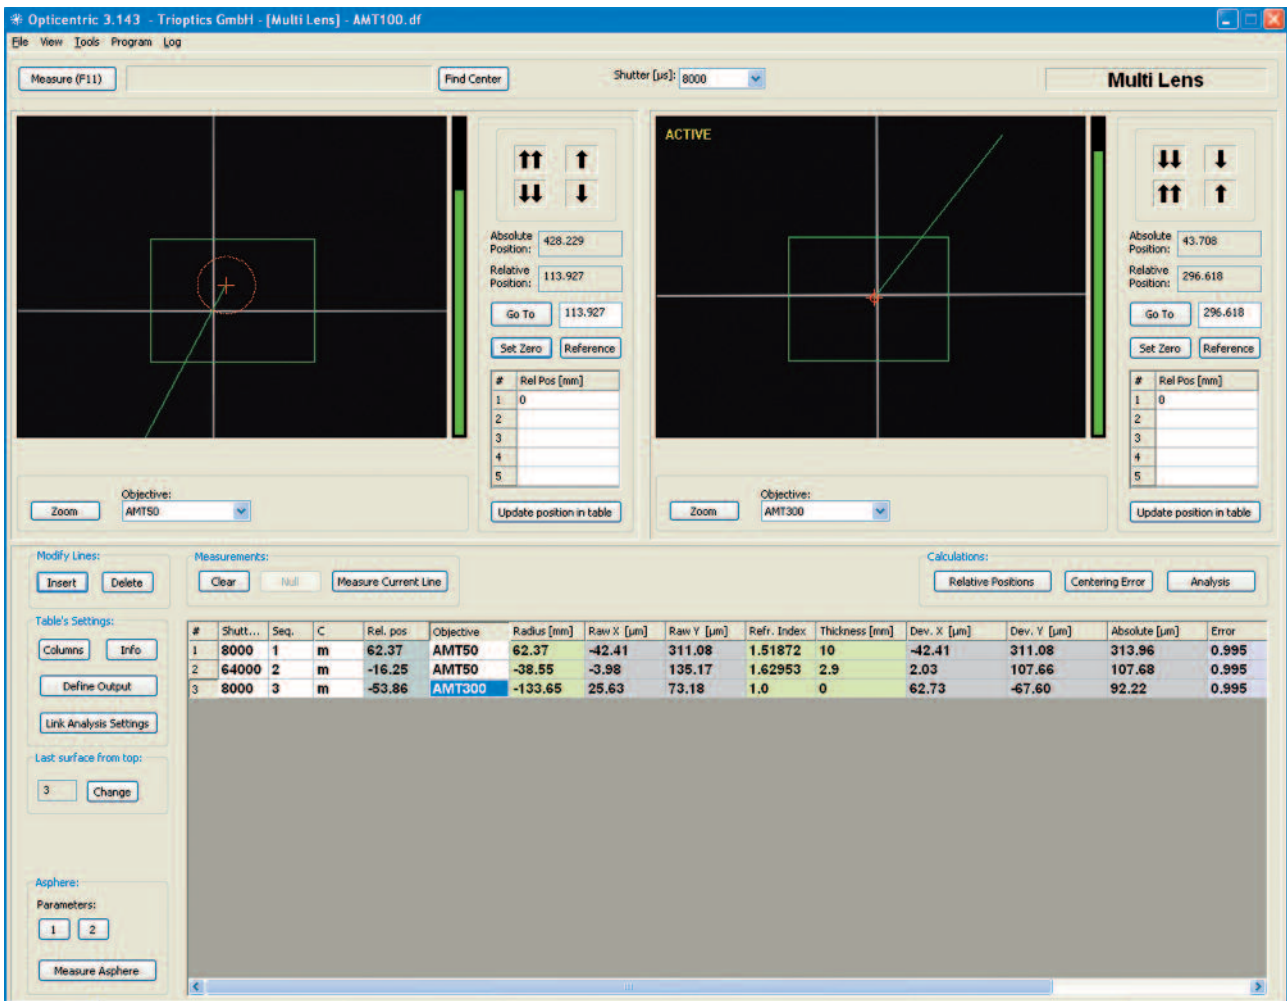 Opticentric 3.143 - Trioptics GmbH - [Multi Lens] - AMT100.df
File View Tools Program Log
Measure (F11) Find Center Shutter [µs]: 8000 Multi Lens
ACTIVE
Absolute Position: 428.229
Relative Position: 113.927
Go To 113.927
Set Zero Reference
# Rel Pos [mm]
1 0
2
3
4
5
Objective:
Zoom AMT50 Update position in table
Absolute Position: 43.708
Relative Position: 296.618
Go To 296.618
Set Zero Reference
# Rel Pos [mm]
1 0
2
3
4
5
Objective:
Zoom AMT300 Update position in table
Modify Lines:
Insert Delete
Measurements:
Clear Null Measure Current Line
Calculations:
Relative Positions Centering Error Analysis
Table's Settings:
Columns Info
Define Output
Link Analysis Settings
Last surface from top:
3 Change
Asphere:
Parameters:
1 2
Measure Asphere
# Shutt... Seq. C Rel. pos Objective Radius [mm] Raw X [µm] Raw Y [µm] Refr. Index Thickness [mm] Dev. X [µm] Dev. Y [µm] Absolute [µm] Error
1 8000 1 m 62.37 AMT50 62.37 -42.41 311.08 1.51872 10 -42.41 311.08 313.96 0.995
2 64000 2 m -16.25 AMT50 -38.55 -3.98 135.17 1.62953 2.9 2.03 107.66 107.68 0.995
3 8000 3 m -53.86 AMT300 -133.65 25.63 73.18 1.0 0 62.73 -67.60 92.22 0.995